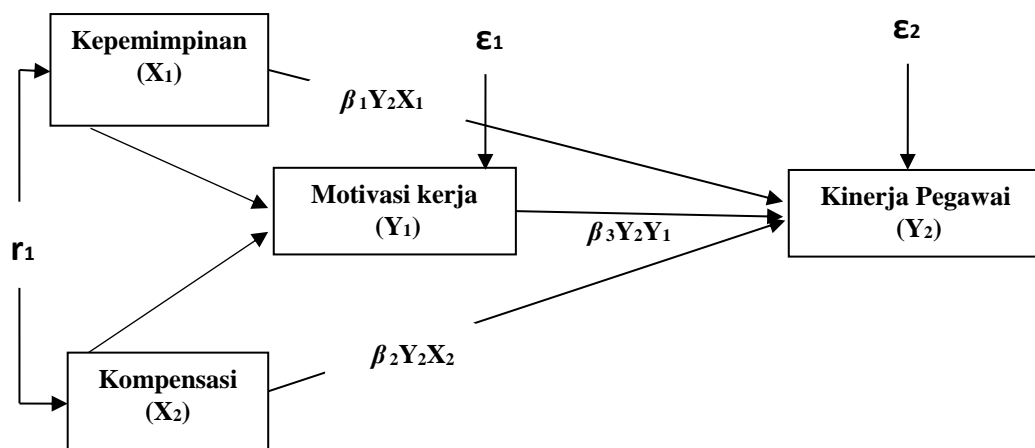 Kepemimpinan
(X₁)
ε₁
ε₂
β₁Y₂X₁
Motivasi kerja
(Y₁)
Kinerja Pegawai
(Y₂)
β₃Y₂Y₁
r₁
β₂Y₂X₂
Kompensasi
(X₂)